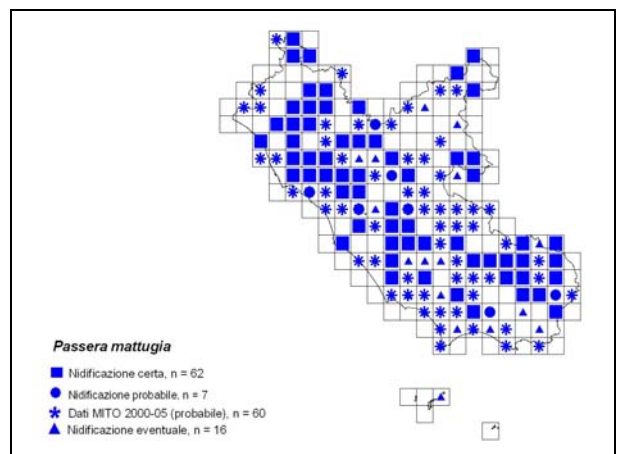 Passera mattugia
Nidificazione certa, n = 62
Nidificazione probabile, n = 7
Dati MITO 2000-05 (probabile), n = 60
Nidificazione eventuale, n = 16